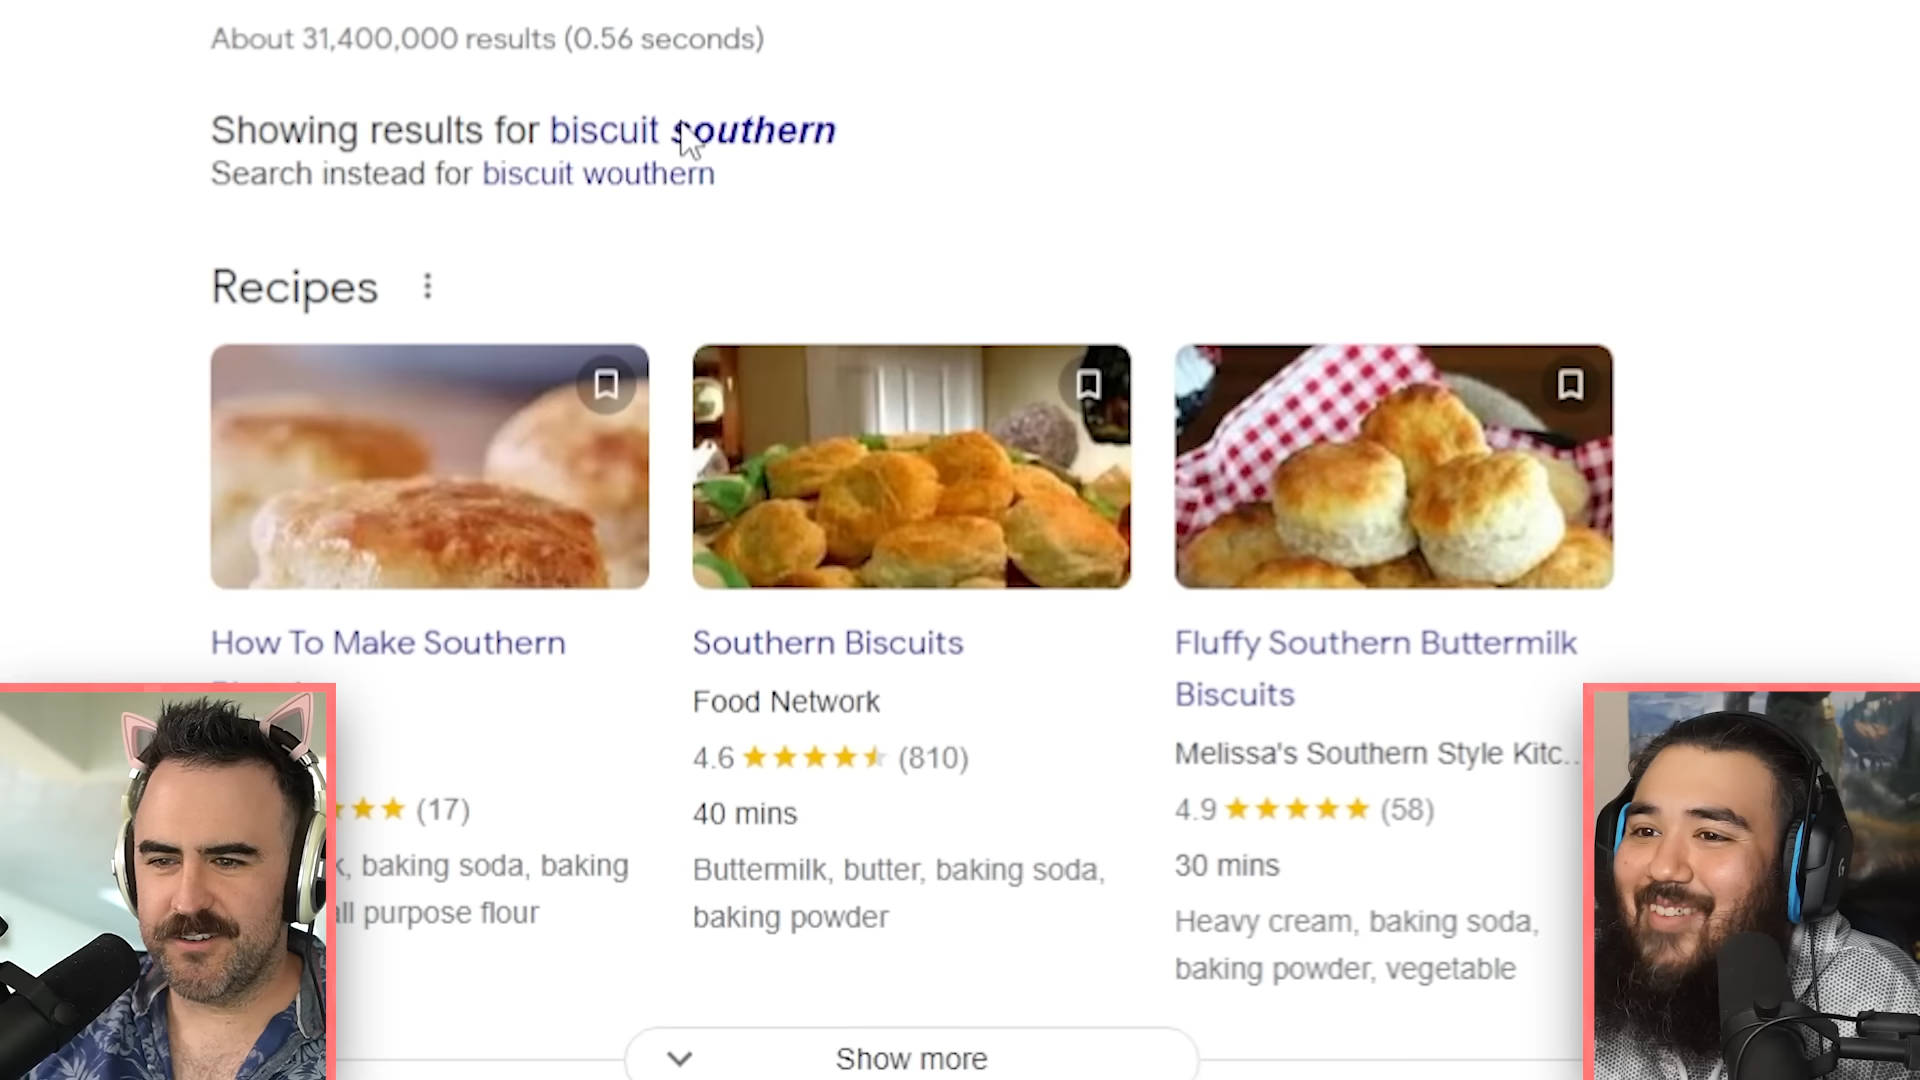 About 31,400,000 results (0.56 seconds)
Showing results for biscuit southern
Search instead for biscuit wouthern
Recipes
How To Make Southern
(17)
baking soda, baking
all purpose flour
Southern Biscuits
Food Network
4.6 (810)
40 mins
Buttermilk, butter, baking soda,
baking powder
Fluffy Southern Buttermilk
Biscuits
Melissa's Southern Style Kitc...
4.9 (58)
30 mins
Heavy cream, baking soda,
baking powder, vegetable
Show more